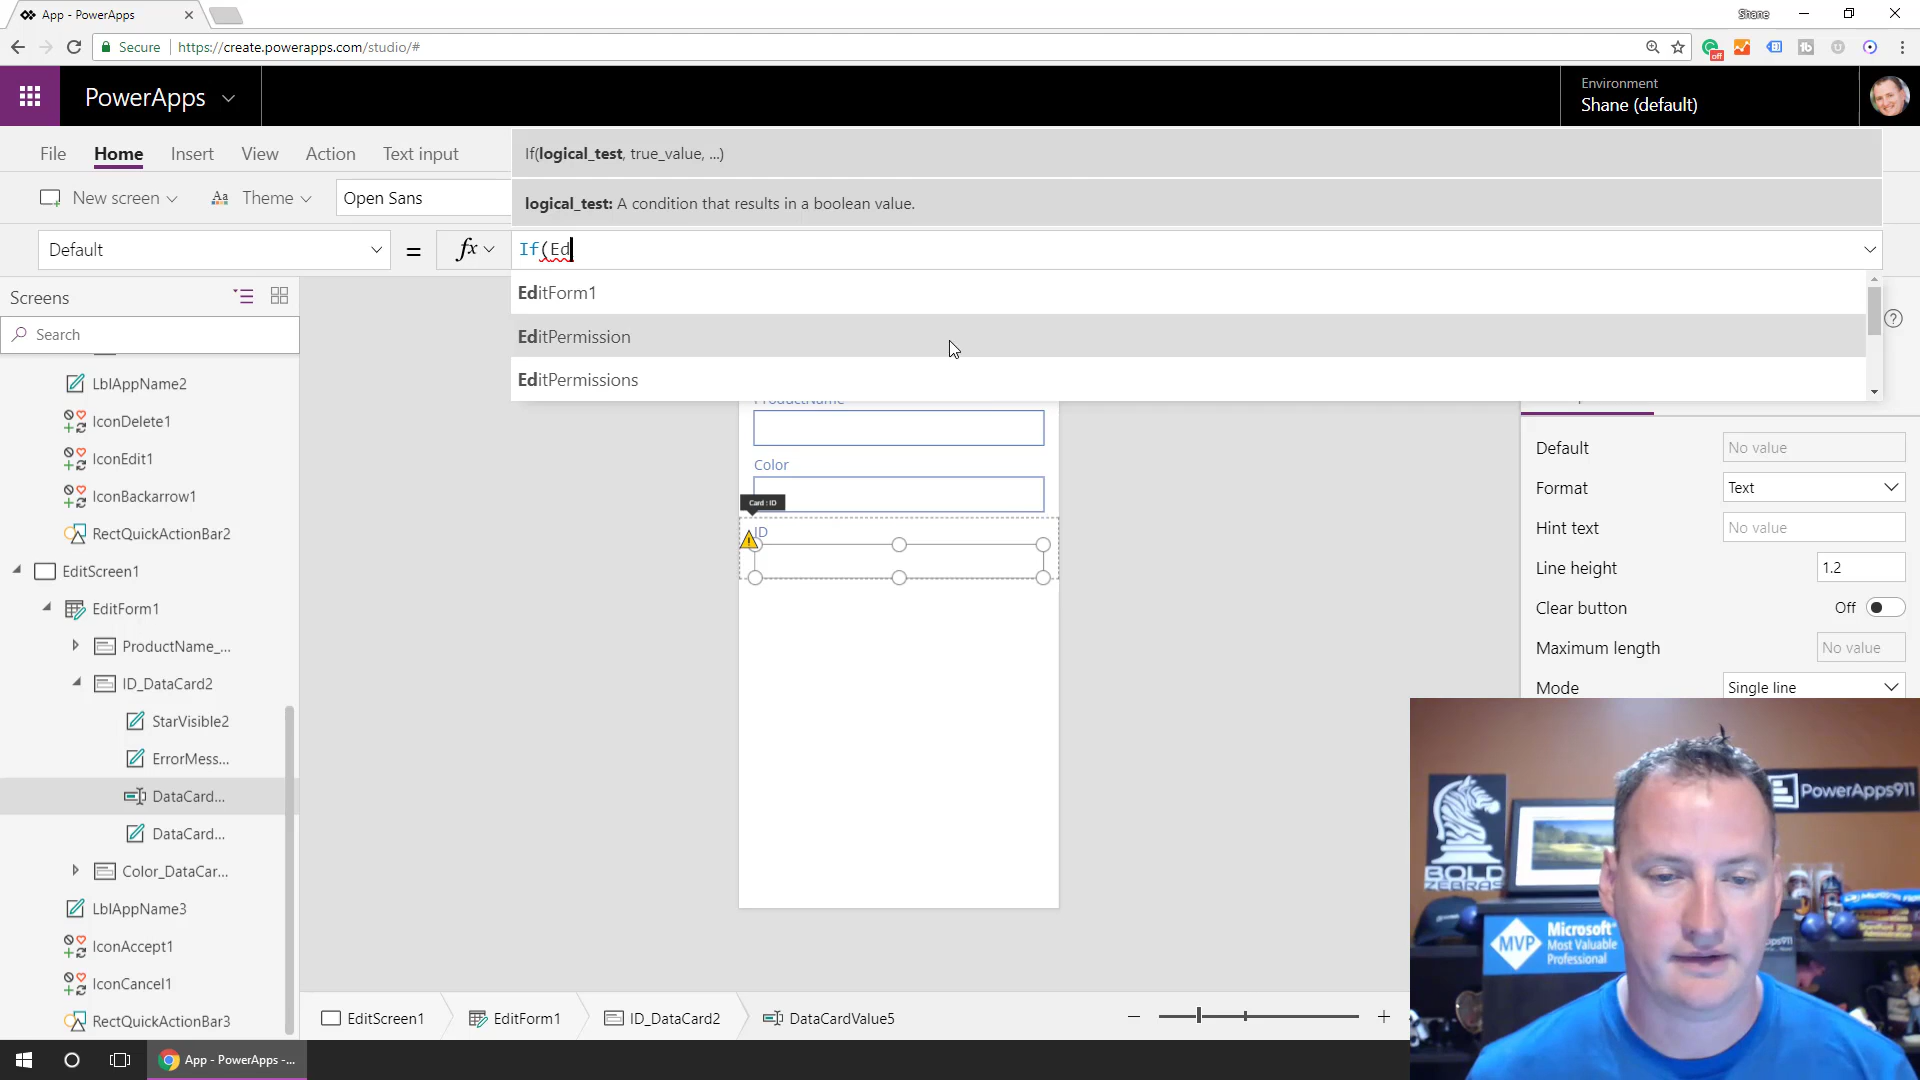 App - PowerApps
Shane
Secure
https://create.powerapps.com/studio/#
off
PowerApps
Environment
Shane (default)
File
Home
Insert
View
Action
Text input
If(logical_test, true_value, ...)
New screen
Theme
Open Sans
logical_test: A condition that results in a boolean value.
Default
=
fx
If(Ed
EditForm1
EditPermission
EditPermissions
Screens
Search
LblAppName2
IconDelete1
IconEdit1
IconBackarrow1
RectQuickActionBar2
EditScreen1
EditForm1
ProductName_...
ID_DataCard2
StarVisible2
ErrorMess...
DataCard...
DataCard...
Color_DataCar...
LblAppName3
IconAccept1
IconCancel1
RectQuickActionBar3
ProductName
Color
Card : ID
ID
Default
No value
Format
Text
Hint text
No value
Line height
1.2
Clear button
Off
Maximum length
No value
Mode
Single line
PowerApps911
BOLD
ZEBRAS
MVP
Microsoft
Most Valuable
Professional
EditScreen1
EditForm1
ID_DataCard2
DataCardValue5
App - PowerApps -...